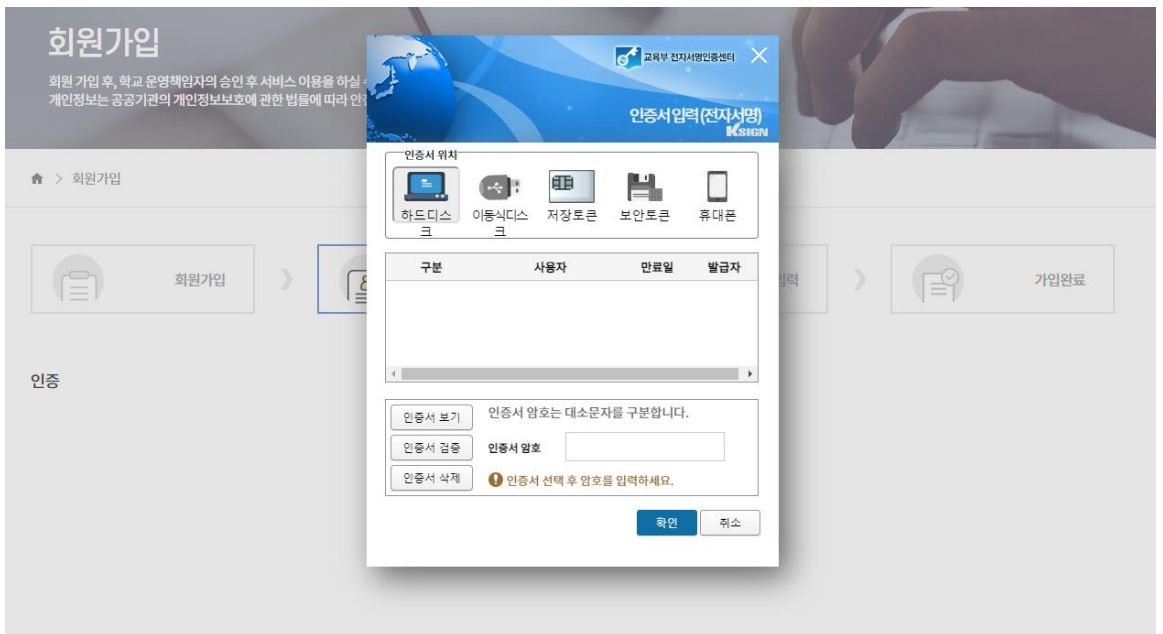 회원가입
회원 가입 후, 학교 운영책임자의 승인 후 서비스 이용을 하실
개인정보는 공공기관의 개인정보보호에 관한 법률에 따라
교육부 전자서명인증센터
인증서 입력 (전자서명)
KSIGN
> 회원가입
인증서 위치
하드디스크
이동식디스크
저장토큰
보안토큰
휴대폰
회원가입
력
가입완료
구분 사용자 만료일 발급자
인증
인증서 보기
인증서 암호는 대소문자를 구분합니다.
인증서 검증
인증서 암호
인증서 삭제
인증서 선택 후 암호를 입력하세요.
확인
취소